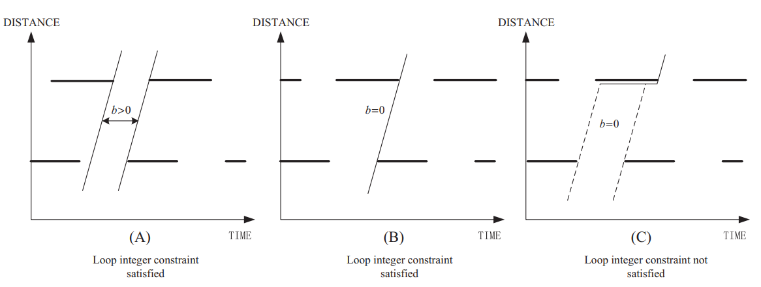 DISTANCE
DISTANCE
DISTANCE
b>0
b=0
b=0
(A)
TIME
(B)
TIME
(C)
TIME
Loop integer constraint
satisfied
Loop integer constraint
satisfied
Loop integer constraint not
satisfied